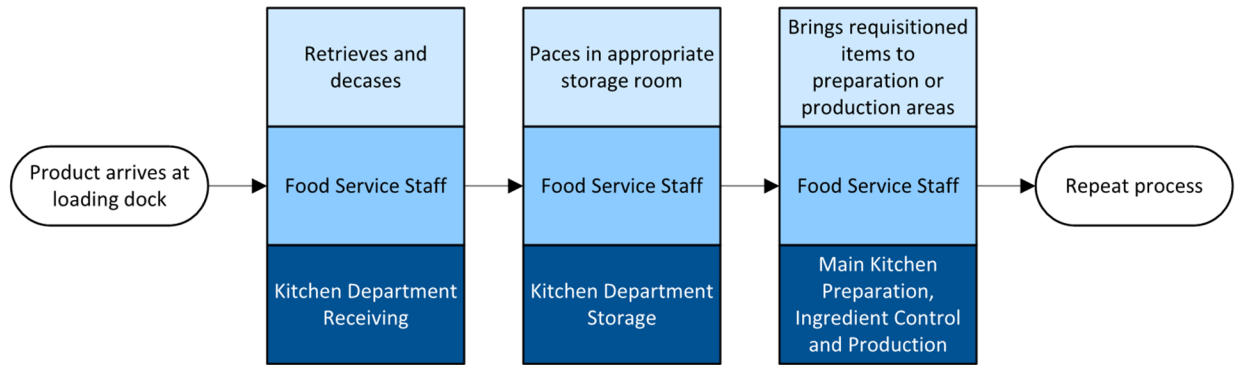 Product arrives at
loading dock
Retrieves and
decases
Food Service Staff
Kitchen Department
Receiving
Paces in appropriate
storage room
Food Service Staff
Kitchen Department
Storage
Brings requisitioned
items to
preparation or
production areas
Food Service Staff
Main Kitchen
Preparation,
Ingredient Control
and Production
Repeat process